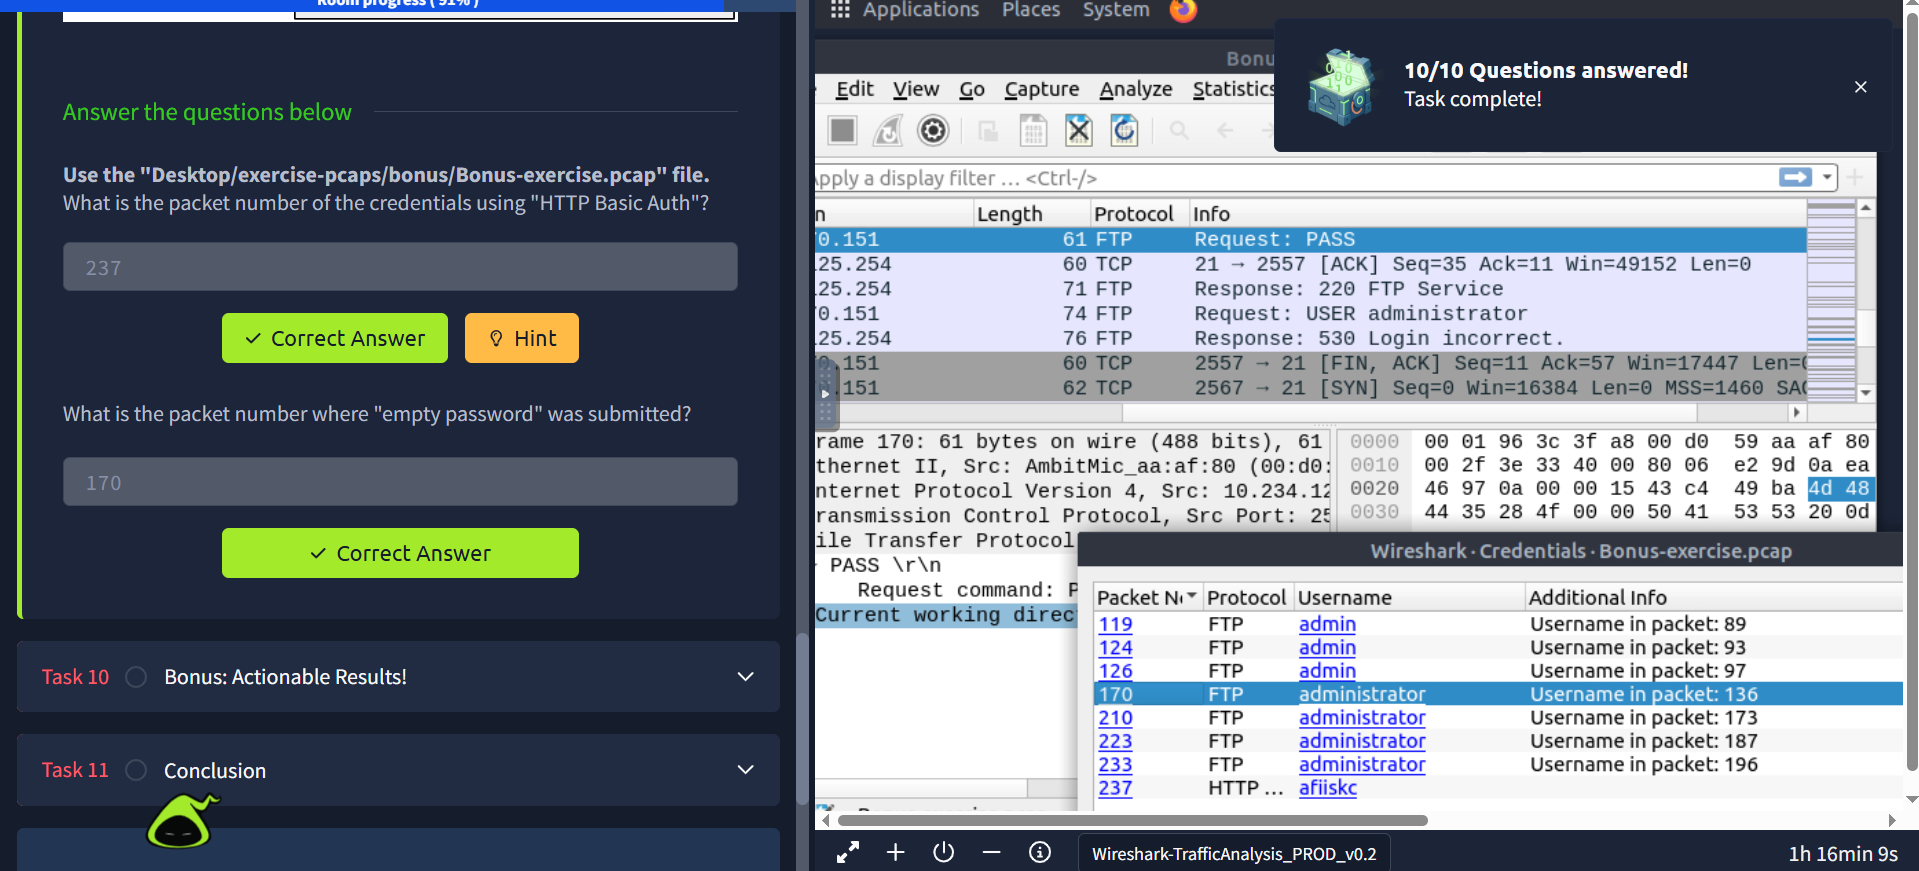 Room progress ( 91% )
Answer the questions below
Use the "Desktop/exercise-pcaps/bonus/Bonus-exercise.pcap" file.
What is the packet number of the credentials using "HTTP Basic Auth"?
237
Correct Answer
Hint
What is the packet number where "empty password" was submitted?
170
Correct Answer
Task 10
Bonus: Actionable Results!
Task 11
Conclusion
Applications Places System
Bonu
10/10 Questions answered!
Task complete!
Edit View Go Capture Analyze Statistics
pply a display filter … <Ctrl-/>
n Length Protocol Info
0.151 61 FTP Request: PASS
25.254 60 TCP 21 → 2557 [ACK] Seq=35 Ack=11 Win=49152 Len=0
25.254 71 FTP Response: 220 FTP Service
0.151 74 FTP Request: USER administrator
25.254 76 FTP Response: 530 Login incorrect.
.151 60 TCP 2557 → 21 [FIN, ACK] Seq=11 Ack=57 Win=17447 Len=0
.151 62 TCP 2567 → 21 [SYN] Seq=0 Win=16384 Len=0 MSS=1460 SAC
rame 170: 61 bytes on wire (488 bits), 61
thernet II, Src: AmbitMic_aa:af:80 (00:d0:
nternet Protocol Version 4, Src: 10.234.12
ransmission Control Protocol, Src Port: 25
ile Transfer Protocol
PASS \r\n
Request command: P
Current working direc
0000 00 01 96 3c 3f a8 00 d0 59 aa af 80
0010 00 2f 3e 33 40 00 80 06 e2 9d 0a ea
0020 46 97 0a 00 00 15 43 c4 49 ba 4d 48
0030 44 35 28 4f 00 00 50 41 53 53 20 0d
Wireshark · Credentials · Bonus-exercise.pcap
Packet N Protocol Username Additional Info
119 FTP admin Username in packet: 89
124 FTP admin Username in packet: 93
126 FTP admin Username in packet: 97
170 FTP administrator Username in packet: 136
210 FTP administrator Username in packet: 173
223 FTP administrator Username in packet: 187
233 FTP administrator Username in packet: 196
237 HTTP … afiiskc
Wireshark-TrafficAnalysis_PROD_v0.2
1h 16min 9s